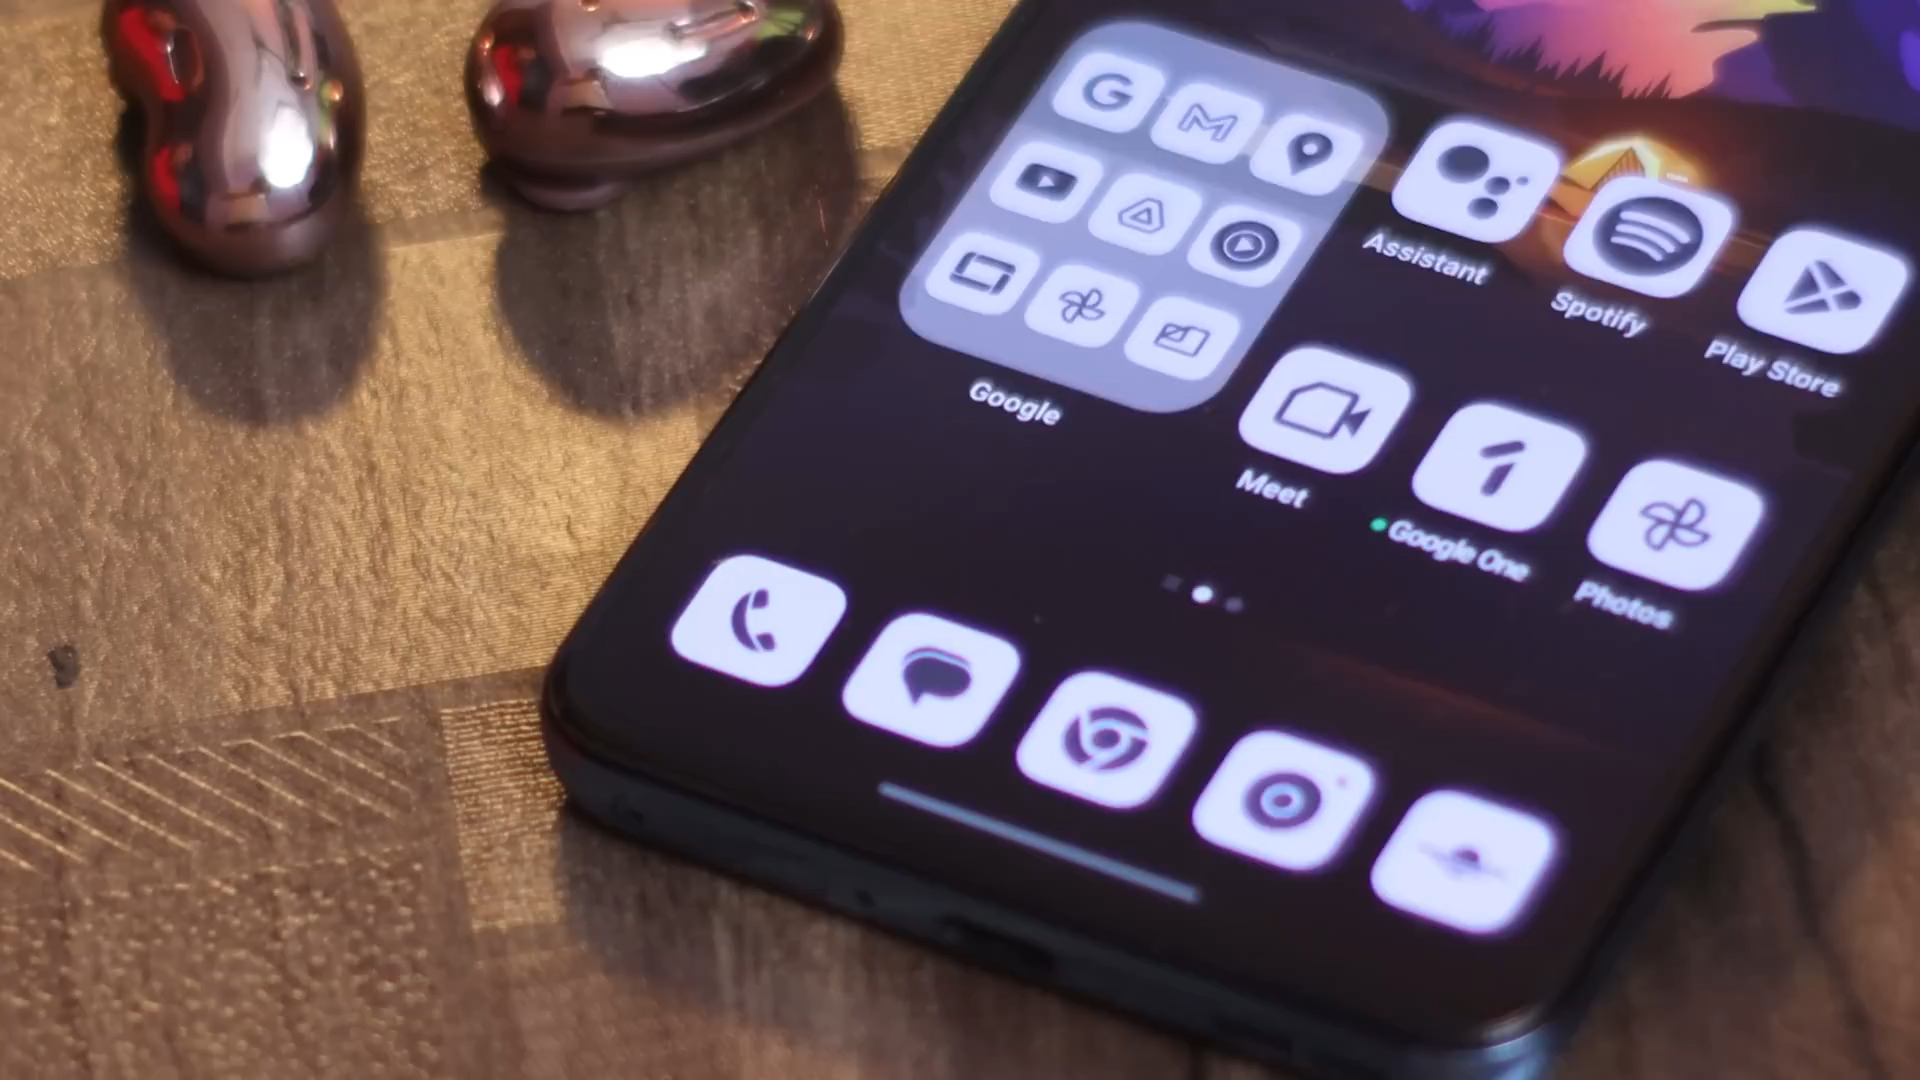 Assistant
Spotify
Play Store
Google
Meet
Google One
Photos